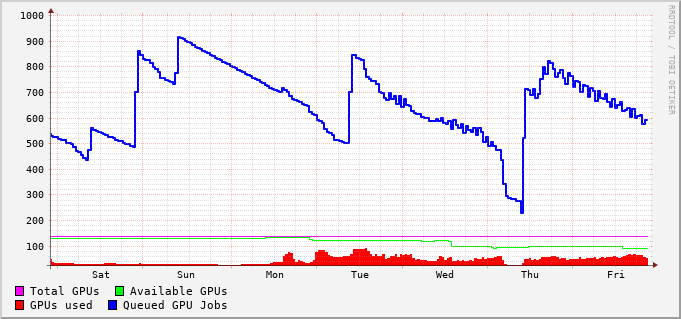 1000
900
800
700
600
500
400
300
200
100
Sat Sun Mon Tue Wed Thu Fri
Total GPUs Available GPUs
GPUs used Queued GPU Jobs
RRDTOOL / TOBI OETIKER